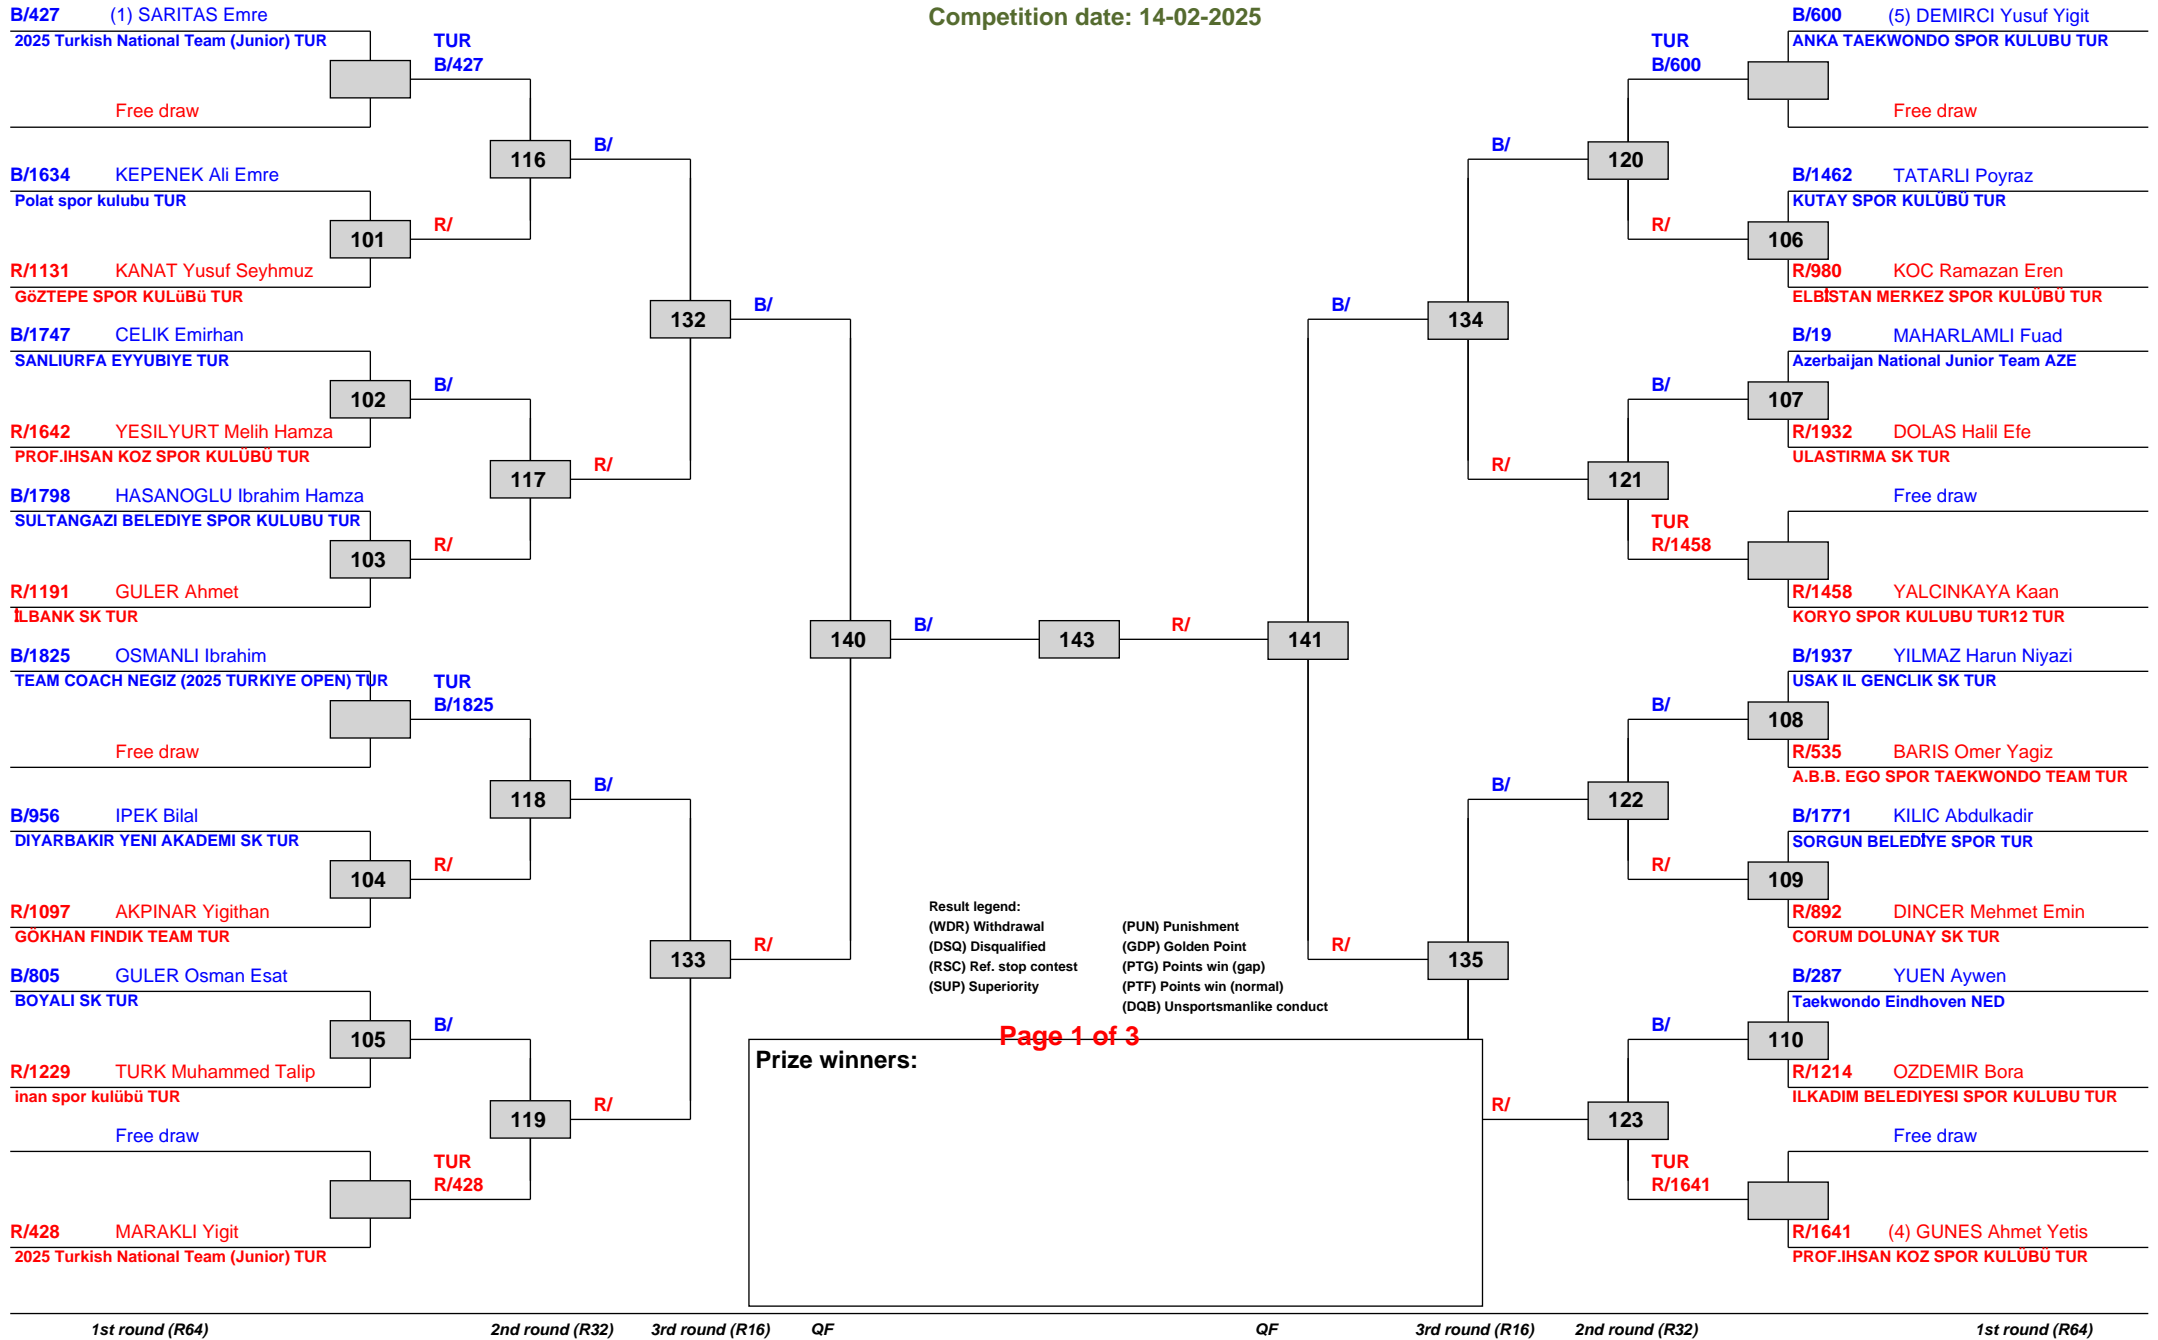 Competition date: 14-02-2025
B/427 (1) SARITAS Emre
2025 Turkish National Team (Junior) TUR
TUR
B/427
Free draw
116
B/
B/1634 KEPENEK Ali Emre
Polat spor kulubu TUR
101
R/
R/1131 KANAT Yusuf Seyhmuz
GöZTEPE SPOR KULüBü TUR
132
B/
B/1747 CELIK Emirhan
SANLIURFA EYYUBIYE TUR
102
B/
R/1642 YESILYURT Melih Hamza
PROF.IHSAN KOZ SPOR KULÜBÜ TUR
117
R/
B/1798 HASANOGLU Ibrahim Hamza
SULTANGAZI BELEDIYE SPOR KULUBU TUR
103
R/
R/1191 GULER Ahmet
İLBANK SK TUR
140
B/
143
R/
141
B/1825 OSMANLI Ibrahim
TEAM COACH NEGIZ (2025 TURKIYE OPEN) TUR
TUR
B/1825
Free draw
118
B/
B/956 IPEK Bilal
DIYARBAKIR YENI AKADEMI SK TUR
104
R/
R/1097 AKPINAR Yigithan
GÖKHAN FINDIK TEAM TUR
133
R/
B/805 GULER Osman Esat
BOYALI SK TUR
105
B/
R/1229 TURK Muhammed Talip
inan spor kulübü TUR
119
R/
Free draw
TUR
R/428
R/428 MARAKLI Yigit
2025 Turkish National Team (Junior) TUR
B/600 (5) DEMIRCI Yusuf Yigit
ANKA TAEKWONDO SPOR KULUBU TUR
TUR
B/600
Free draw
B/
120
B/1462 TATARLI Poyraz
KUTAY SPOR KULÜBÜ TUR
R/
106
R/980 KOC Ramazan Eren
ELBİSTAN MERKEZ SPOR KULÜBÜ TUR
B/
134
B/19 MAHARLAMLI Fuad
Azerbaijan National Junior Team AZE
B/
107
R/1932 DOLAS Halil Efe
ULASTIRMA SK TUR
R/
121
Free draw
TUR
R/1458
R/1458 YALCINKAYA Kaan
KORYO SPOR KULUBU TUR12 TUR
B/1937 YILMAZ Harun Niyazi
USAK IL GENCLIK SK TUR
B/
108
R/535 BARIS Omer Yagiz
A.B.B. EGO SPOR TAEKWONDO TEAM TUR
B/
122
B/1771 KILIC Abdulkadir
SORGUN BELEDİYE SPOR TUR
R/
109
R/892 DINCER Mehmet Emin
CORUM DOLUNAY SK TUR
R/
135
B/287 YUEN Aywen
Taekwondo Eindhoven NED
B/
110
R/1214 OZDEMIR Bora
ILKADIM BELEDIYESI SPOR KULUBU TUR
R/
123
Free draw
TUR
R/1641
R/1641 (4) GUNES Ahmet Yetis
PROF.IHSAN KOZ SPOR KULÜBÜ TUR
Result legend:
(WDR) Withdrawal (PUN) Punishment
(DSQ) Disqualified (GDP) Golden Point
(RSC) Ref. stop contest (PTG) Points win (gap)
(SUP) Superiority (PTF) Points win (normal)
(DQB) Unsportsmanlike conduct
Page 1 of 3
Prize winners:
1st round (R64) 2nd round (R32) 3rd round (R16) QF QF 3rd round (R16) 2nd round (R32) 1st round (R64)